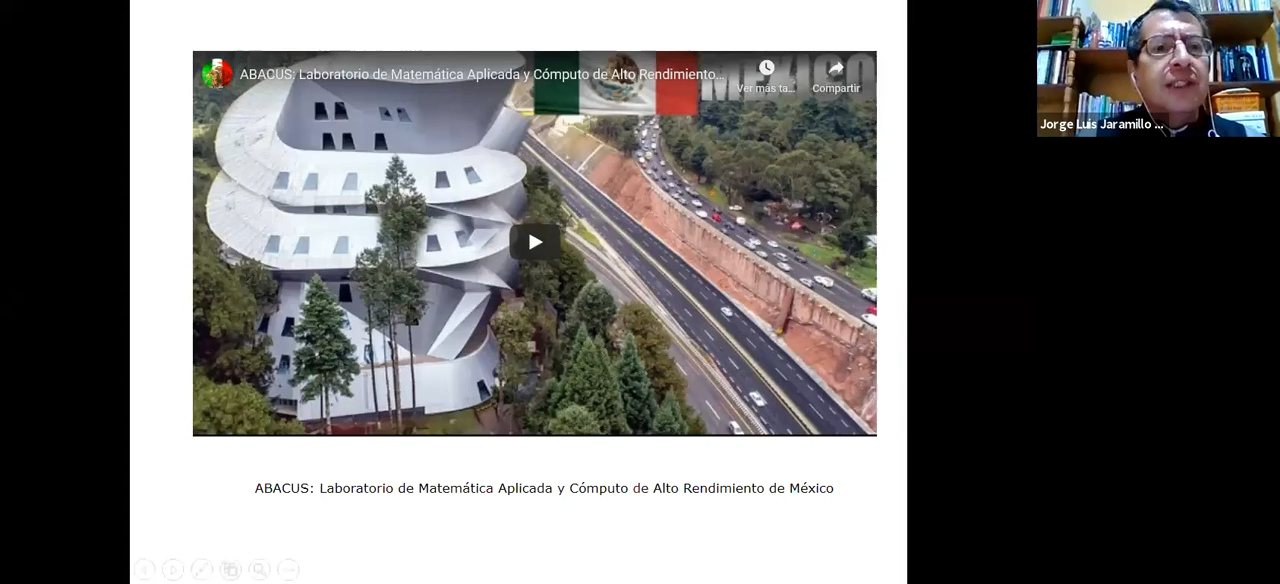 ABACUS: Laboratorio de Matemática Aplicada y Cómputo de Alto Rendimiento...
MÉXICO
Ver más ta...
Compartir
Jorge Luis Jaramillo ...
ABACUS: Laboratorio de Matemática Aplicada y Cómputo de Alto Rendimiento de México